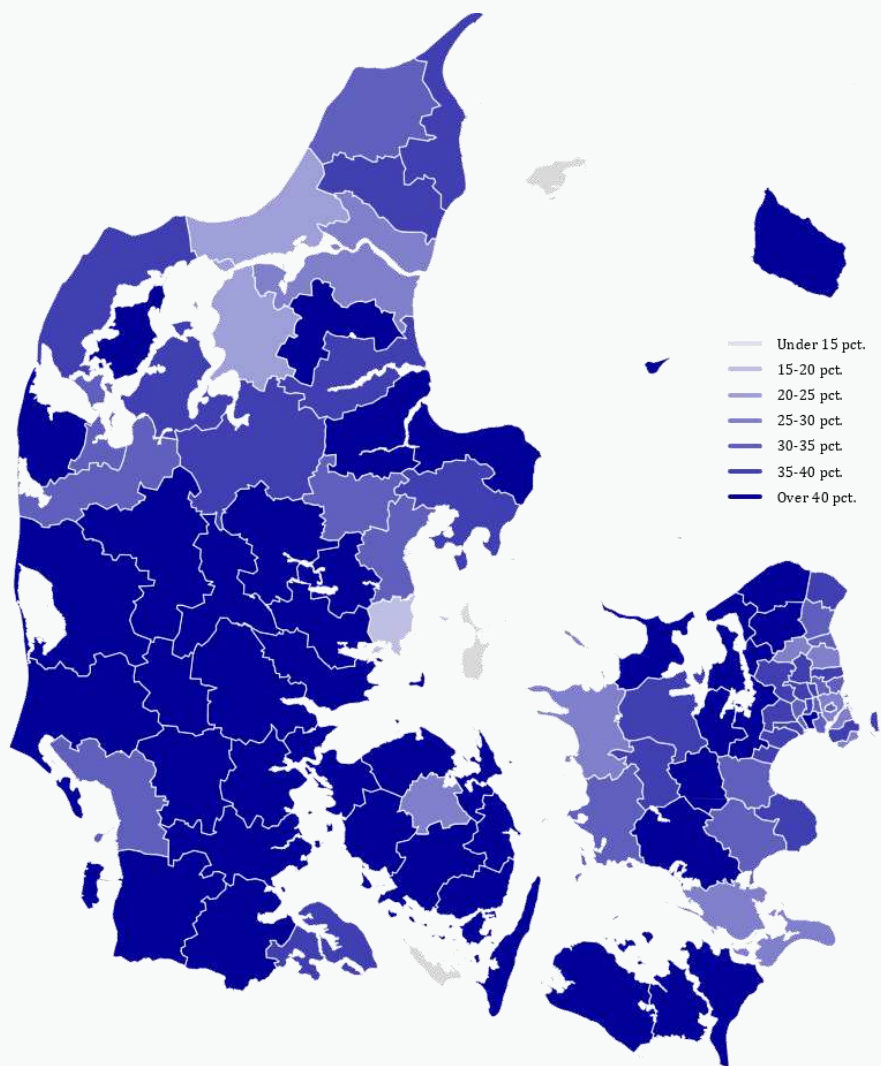 Under 15 pct.
15-20 pct.
20-25 pct.
25-30 pct.
30-35 pct.
35-40 pct.
Over 40 pct.